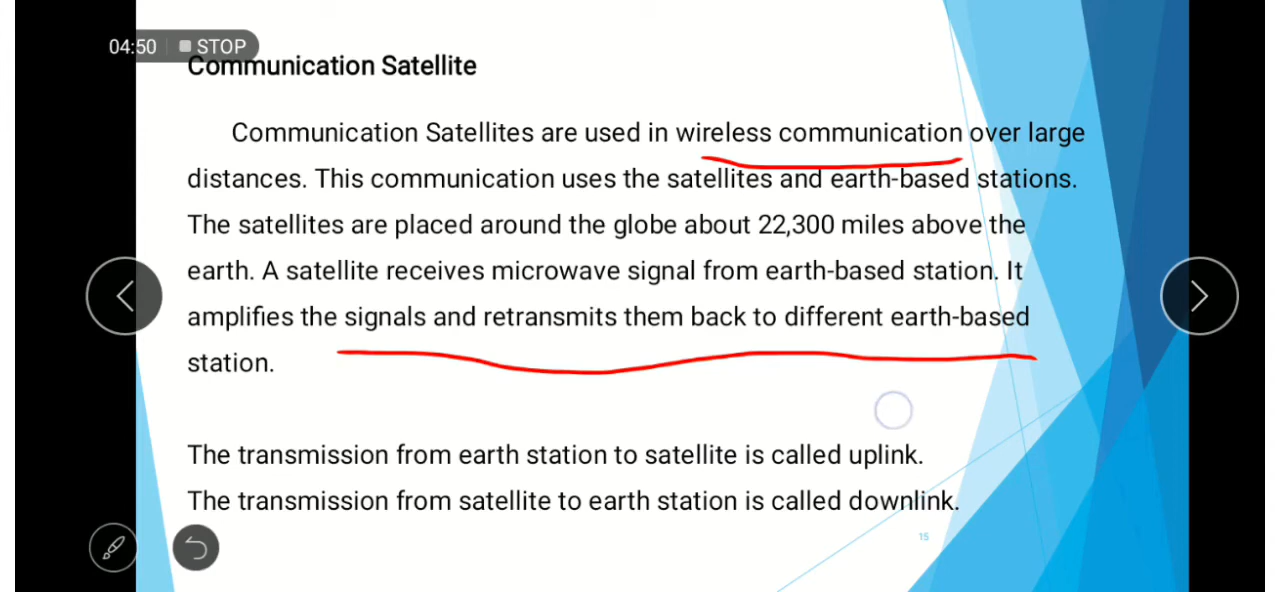 04:50 STOP
Communication Satellite
Communication Satellites are used in wireless communication over large
distances. This communication uses the satellites and earth-based stations.
The satellites are placed around the globe about 22,300 miles above the
earth. A satellite receives microwave signal from earth-based station. It
amplifies the signals and retransmits them back to different earth-based
station.
The transmission from earth station to satellite is called uplink.
The transmission from satellite to earth station is called downlink.
15